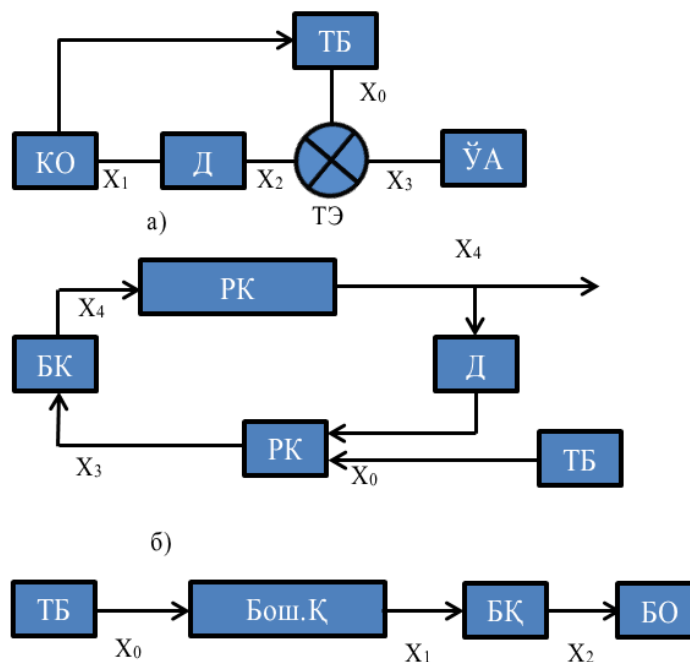 ТБ
X₀
КО
X₁
Д
X₂
X₃
ЎА
ТЭ
а)
X₄
РК
X₄
БК
Д
РК
X₃
X₀
ТБ
б)
ТБ
Бош.Қ
БҚ
БО
X₀
X₁
X₂